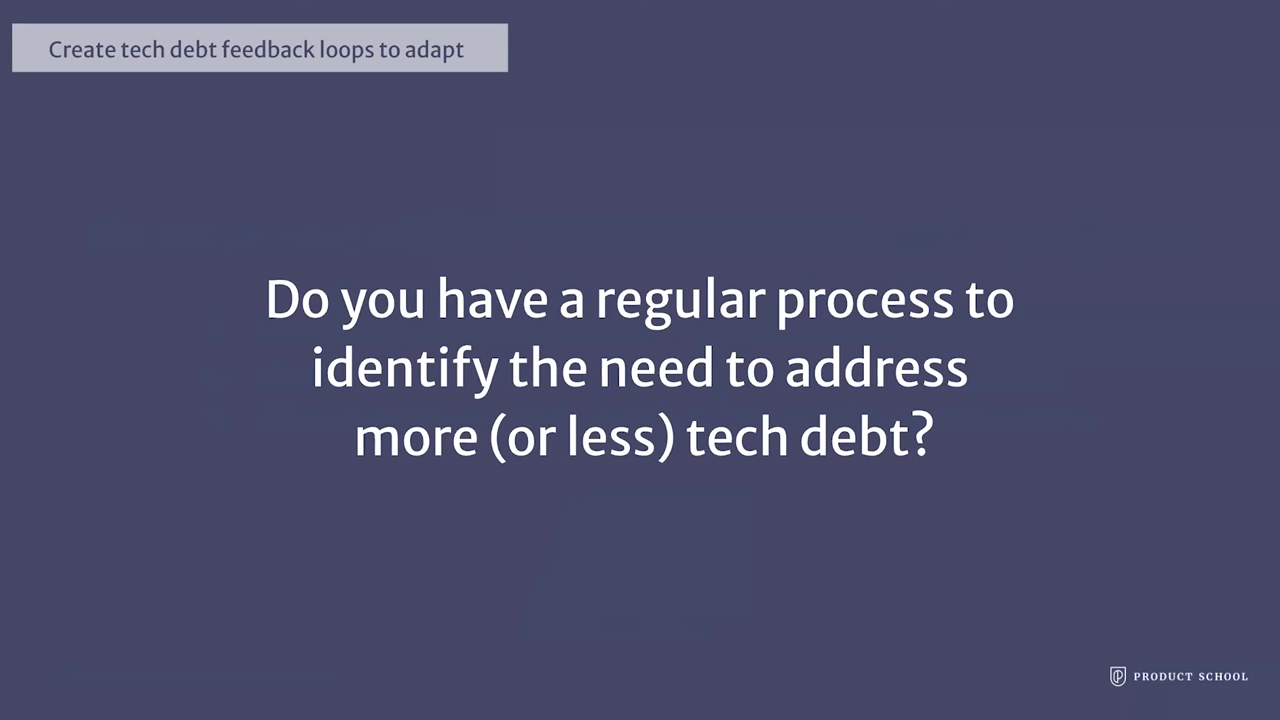 Create tech debt feedback loops to adapt
Do you have a regular process to
identify the need to address
more (or less) tech debt?
PRODUCT SCHOOL